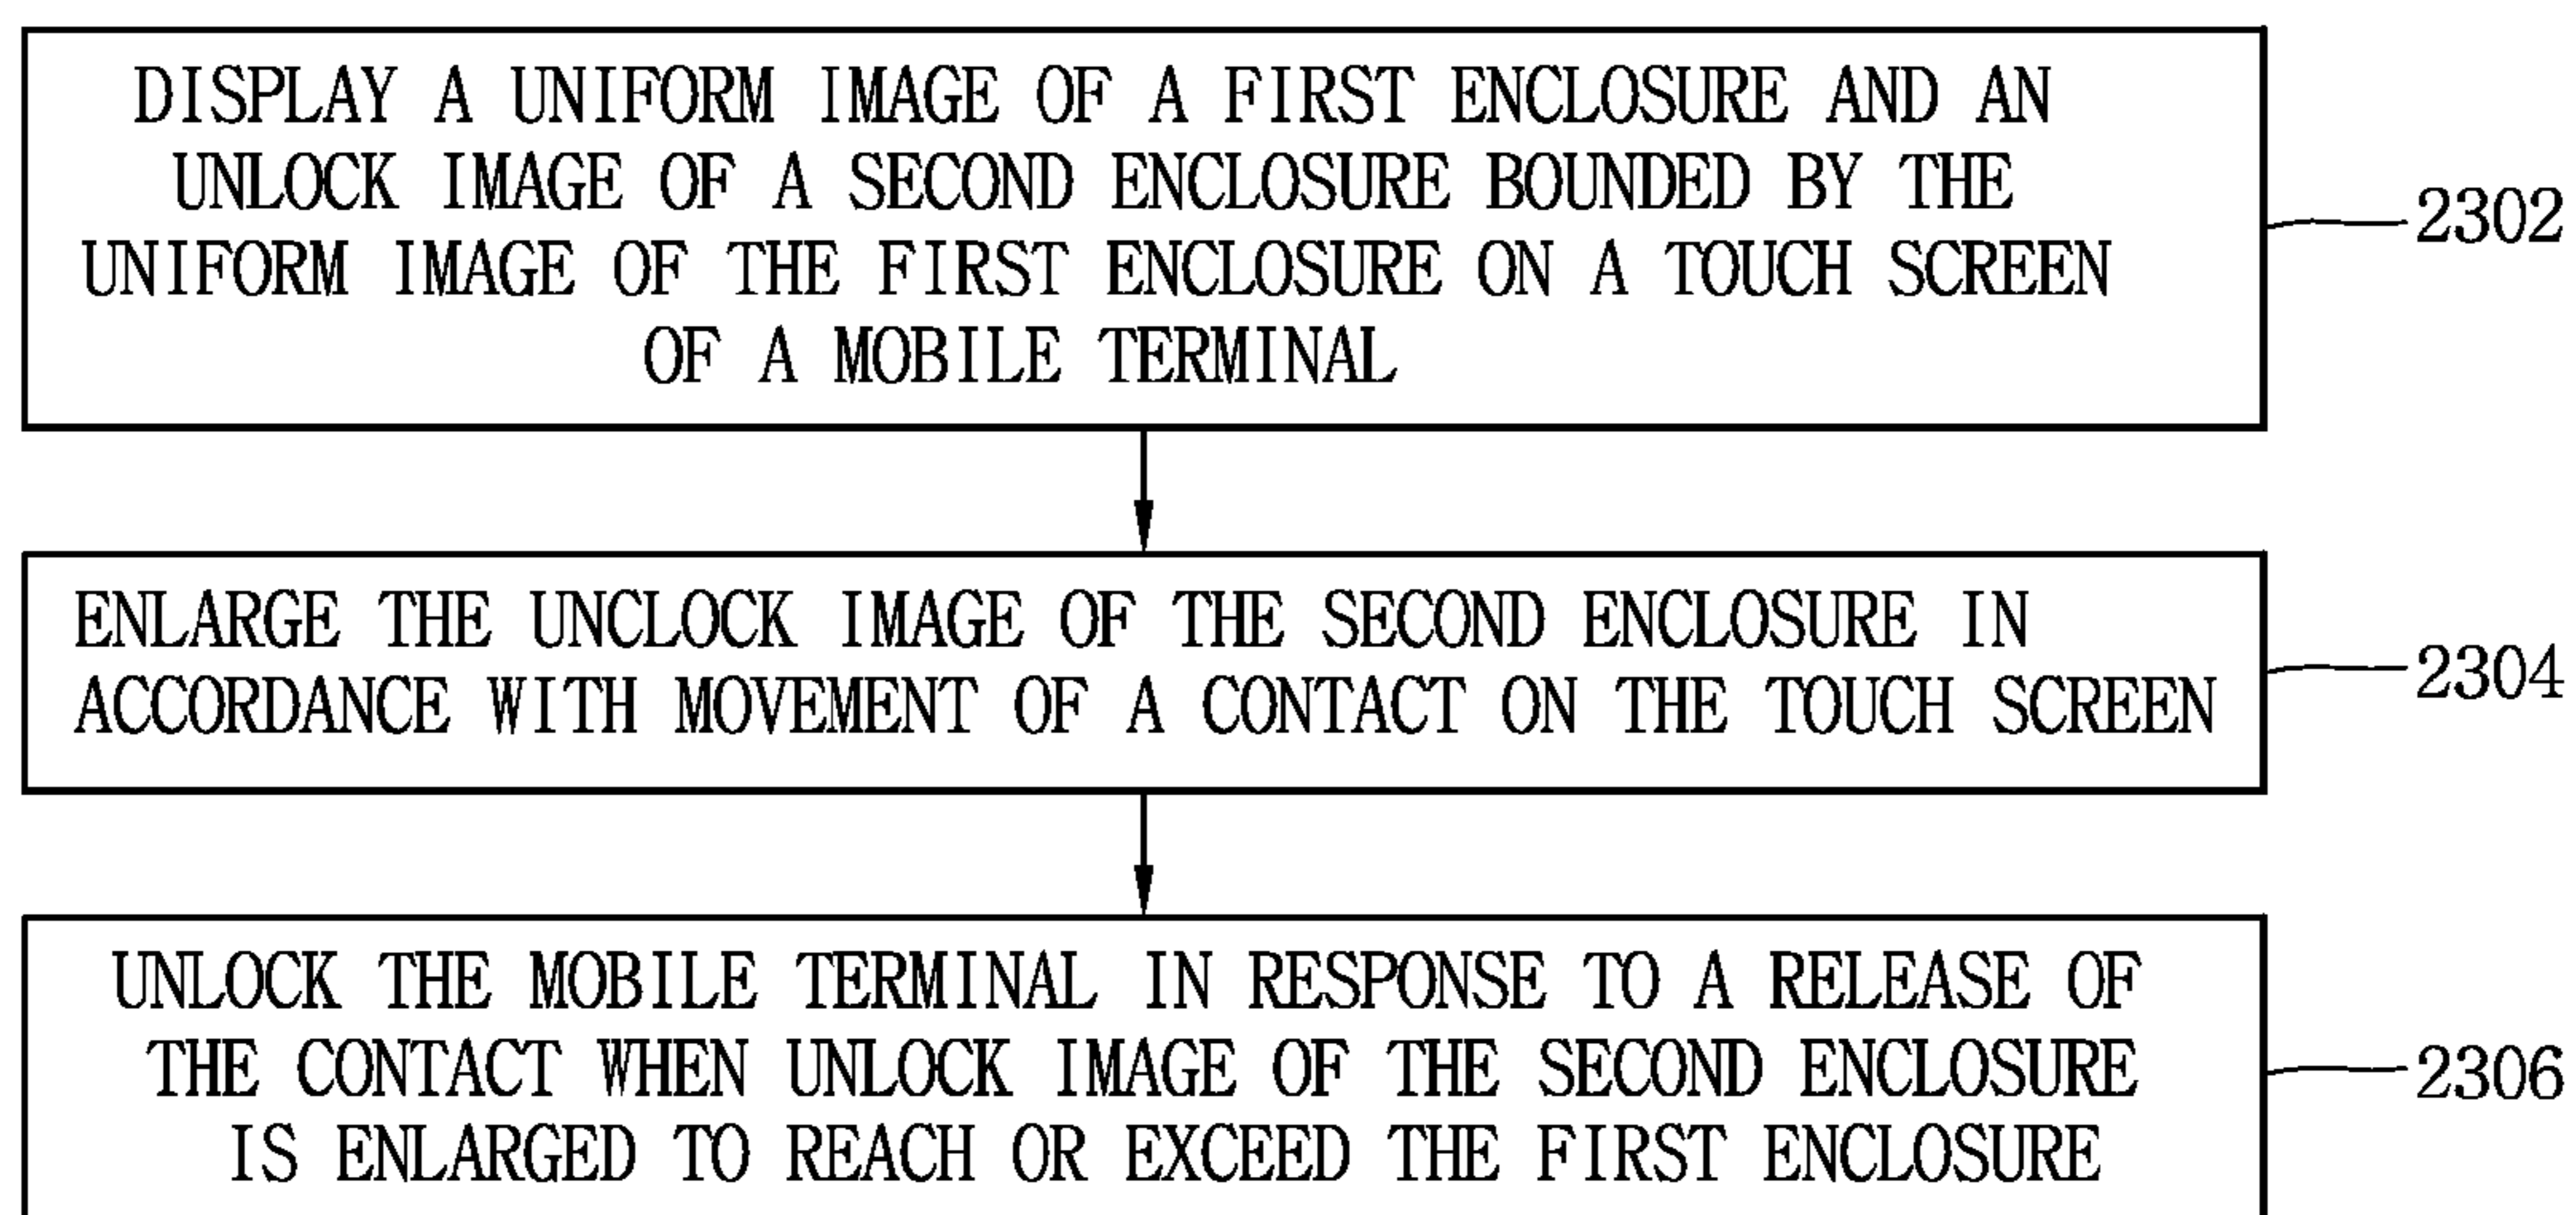 DISPLAY A UNIFORM IMAGE OF A FIRST ENCLOSURE AND AN
UNLOCK IMAGE OF A SECOND ENCLOSURE BOUNDED BY THE
UNIFORM IMAGE OF THE FIRST ENCLOSURE ON A TOUCH SCREEN
OF A MOBILE TERMINAL
2302
ENLARGE THE UNCLOCK IMAGE OF THE SECOND ENCLOSURE IN
ACCORDANCE WITH MOVEMENT OF A CONTACT ON THE TOUCH SCREEN
2304
UNLOCK THE MOBILE TERMINAL IN RESPONSE TO A RELEASE OF
THE CONTACT WHEN UNLOCK IMAGE OF THE SECOND ENCLOSURE
IS ENLARGED TO REACH OR EXCEED THE FIRST ENCLOSURE
2306